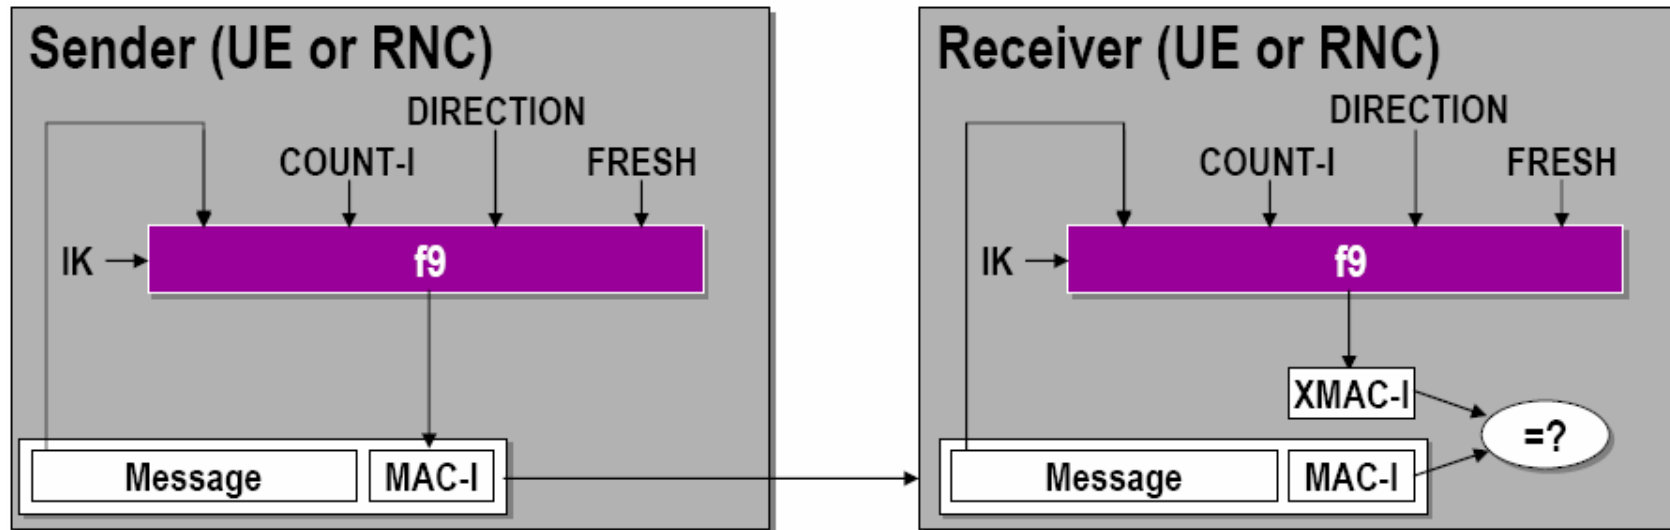 Sender (UE or RNC)
DIRECTION
COUNT-I
FRESH
IK
f9
Message
MAC-I
Receiver (UE or RNC)
DIRECTION
COUNT-I
FRESH
IK
f9
XMAC-I
=?
Message
MAC-I